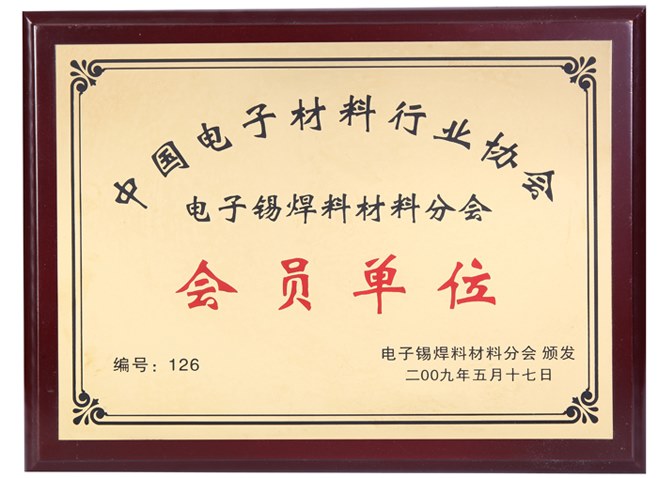 中国电子材料行业协会
电子锡焊料材料分会
会员单位
编号：126
电子锡焊料材料分会 颁发
二00九年五月十七日